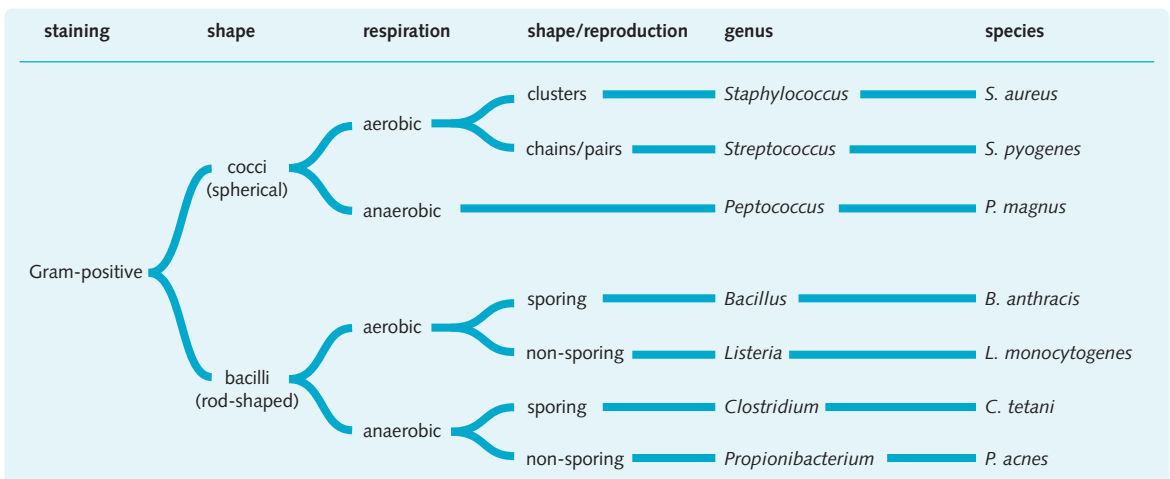 staining shape respiration shape/reproduction genus species
clusters Staphylococcus S. aureus
aerobic
chains/pairs Streptococcus S. pyogenes
cocci
(spherical)
anaerobic Peptococcus P. magnus
Gram-positive
sporing Bacillus B. anthracis
aerobic
non-sporing Listeria L. monocytogenes
bacilli
(rod-shaped)
sporing Clostridium C. tetani
anaerobic
non-sporing Propionibacterium P. acnes